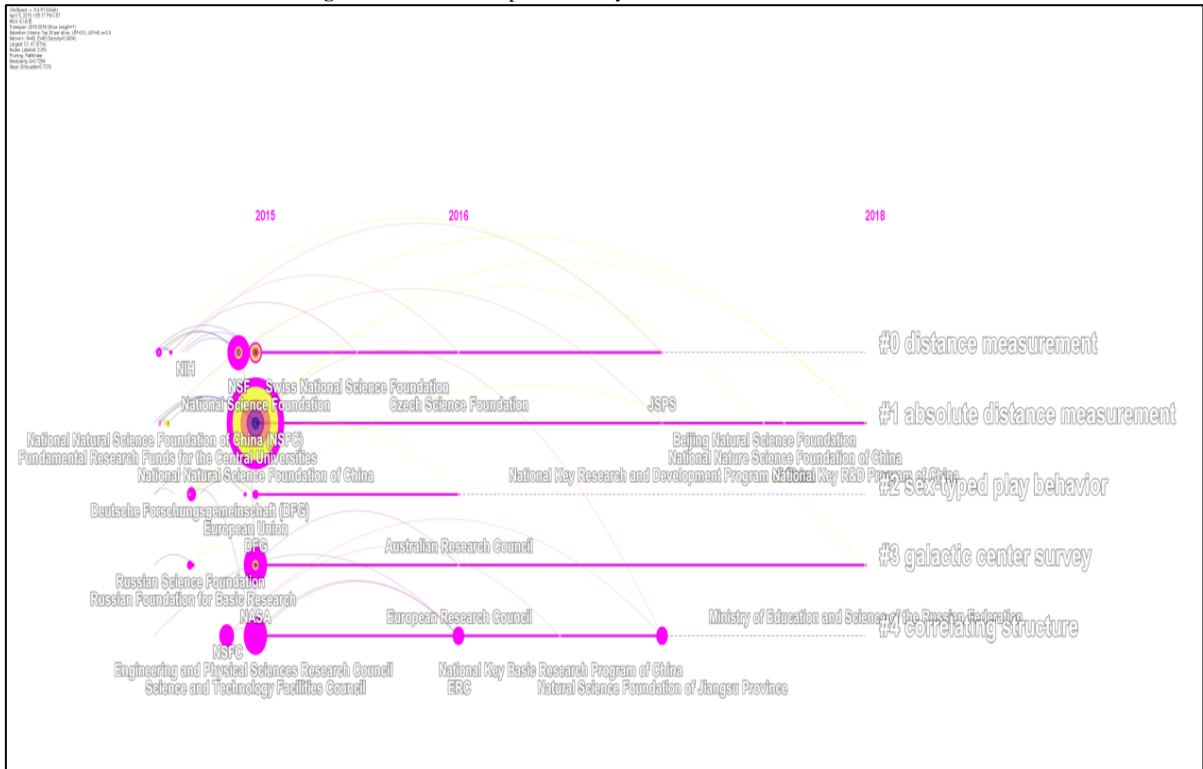 2015 2016 2018
#0 distance measurement
NIH
NSF Swiss National Science Foundation
National Science Foundation Czech Science Foundation JSPS
#1 absolute distance measurement
National Natural Science Foundation of China (NSFC) Beijing Natural Science Foundation
Fundamental Research Funds for the Central Universities National Nature Science Foundation of China
National Natural Science Foundation of China National Key Research and Development Program National Key R&D Program of China
#2 sex-typed play behavior
Deutsche Forschungsgemeinschaft (DFG)
European Union
DFG Australian Research Council
#3 galactic center survey
Russian Science Foundation
Russian Foundation for Basic Research
NASA European Research Council Ministry of Education and Science of the Russian Federation
#4 correlating structure
NSFC
Engineering and Physical Sciences Research Council National Key Basic Research Program of China
Science and Technology Facilities Council ERC Natural Science Foundation of Jiangsu Province